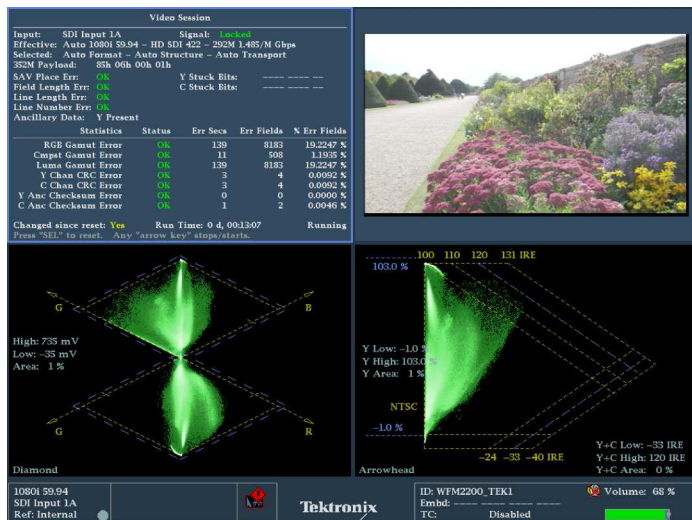 Video Session
Input: SDI Input 1A Signal: Locked
Effective: Auto 1080i 59.94 – HD SDI 422 – 292M 1.485/M Gbps
Selected: Auto Format – Auto Structure – Auto Transport
352M Payload: 85h 06h 00h 01h
SAV Place Err: OK Y Stuck Bits: ---- ---- --
Field Length Err: OK C Stuck Bits: ---- ---- --
Line Length Err: OK
Line Number Err: OK
Ancillary Data: Y Present
Statistics Status Err Secs Err Fields % Err Fields
RGB Gamut Error OK 139 8183 19.2247 %
Cmpst Gamut Error OK 11 508 1.1935 %
Luma Gamut Error OK 139 8183 19.2247 %
Y Chan CRC Error OK 3 4 0.0092 %
C Chan CRC Error OK 3 4 0.0092 %
Y Anc Checksum Error OK 0 0 0.0000 %
C Anc Checksum Error OK 1 2 0.0046 %
Changed since reset: Yes Run Time: 0 d, 00:13:07 Running
Press "SEL" to reset. Any "arrow key" stops/starts.
G B
High: 735 mV
Low: –35 mV
Area: 1 %
G R
Diamond
100 110 120 131 IRE
103.0 %
Y Low: –1.0 %
Y High: 103.0
Y Area: 1 %
NTSC
–1.0 %
–24 –33 –40 IRE
Y+C Low: –33 IRE
Y+C High: 120 IRE
Y+C Area: 0 %
Arrowhead
1080i 59.94
SDI Input 1A
Ref: Internal
Tektronix
ID: WFM2200_TEK1
Embd: ---- ---- ---- ----
TC: Disabled
Volume: 68 %